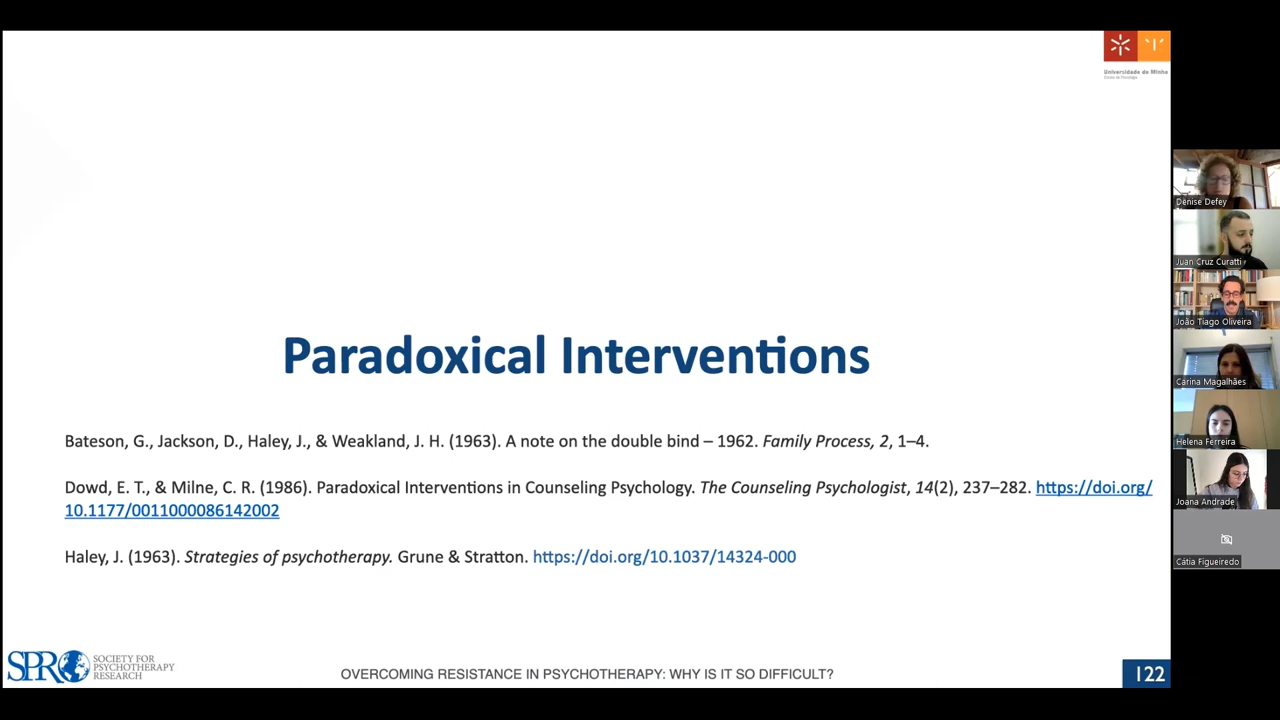 Universidade do Minho
Paradoxical Interventions
Bateson, G., Jackson, D., Haley, J., & Weakland, J. H. (1963). A note on the double bind – 1962. Family Process, 2, 1–4.
Dowd, E. T., & Milne, C. R. (1986). Paradoxical Interventions in Counseling Psychology. The Counseling Psychologist, 14(2), 237–282. https://doi.org/
10.1177/0011000086142002
Haley, J. (1963). Strategies of psychotherapy. Grune & Stratton. https://doi.org/10.1037/14324-000
SPR SOCIETY FOR
PSYCHOTHERAPY
RESEARCH
OVERCOMING RESISTANCE IN PSYCHOTHERAPY: WHY IS IT SO DIFFICULT?
122
Denise Defey
Juan Cruz Curatti
João Tiago Oliveira
Carina Magalhães
Helena Ferreira
Joana Andrade
Cátia Figueiredo